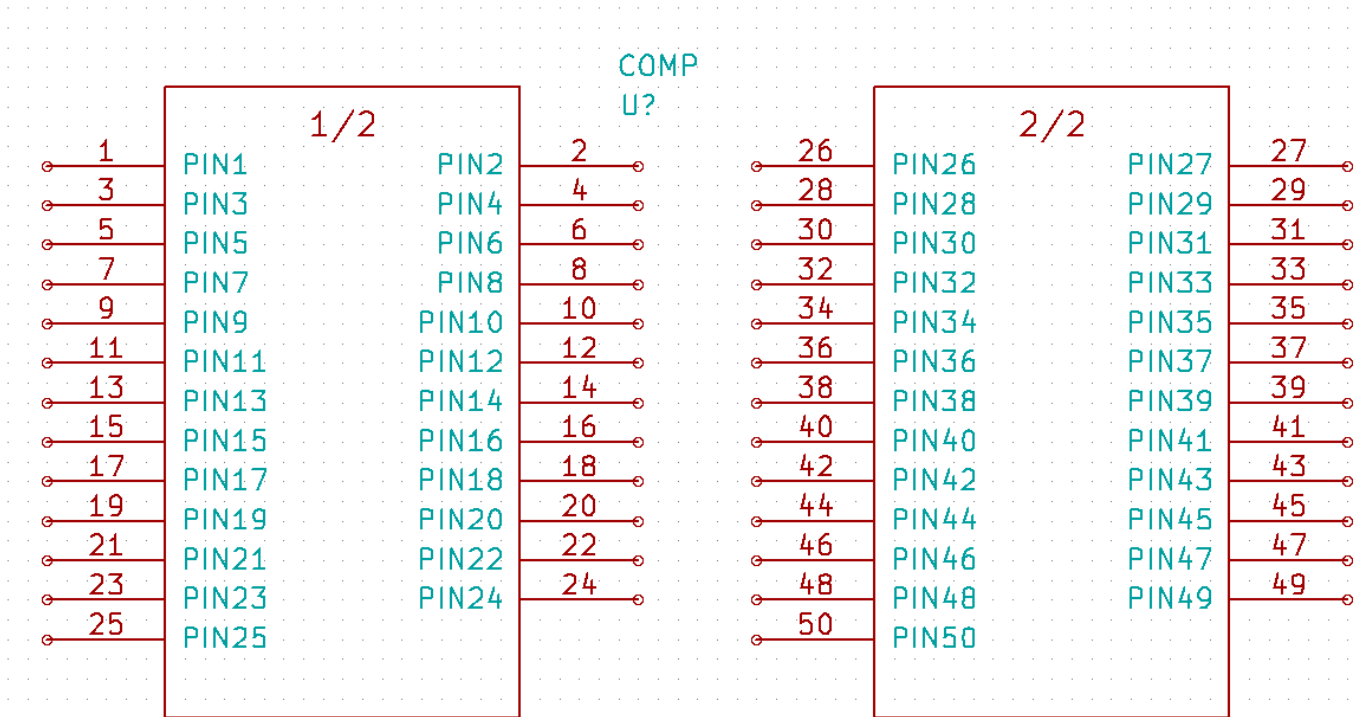 COMP
U?
1/2
1 PIN1 PIN2 2
3 PIN3 PIN4 4
5 PIN5 PIN6 6
7 PIN7 PIN8 8
9 PIN9 PIN10 10
11 PIN11 PIN12 12
13 PIN13 PIN14 14
15 PIN15 PIN16 16
17 PIN17 PIN18 18
19 PIN19 PIN20 20
21 PIN21 PIN22 22
23 PIN23 PIN24 24
25 PIN25
2/2
26 PIN26 PIN27 27
28 PIN28 PIN29 29
30 PIN30 PIN31 31
32 PIN32 PIN33 33
34 PIN34 PIN35 35
36 PIN36 PIN37 37
38 PIN38 PIN39 39
40 PIN40 PIN41 41
42 PIN42 PIN43 43
44 PIN44 PIN45 45
46 PIN46 PIN47 47
48 PIN48 PIN49 49
50 PIN50